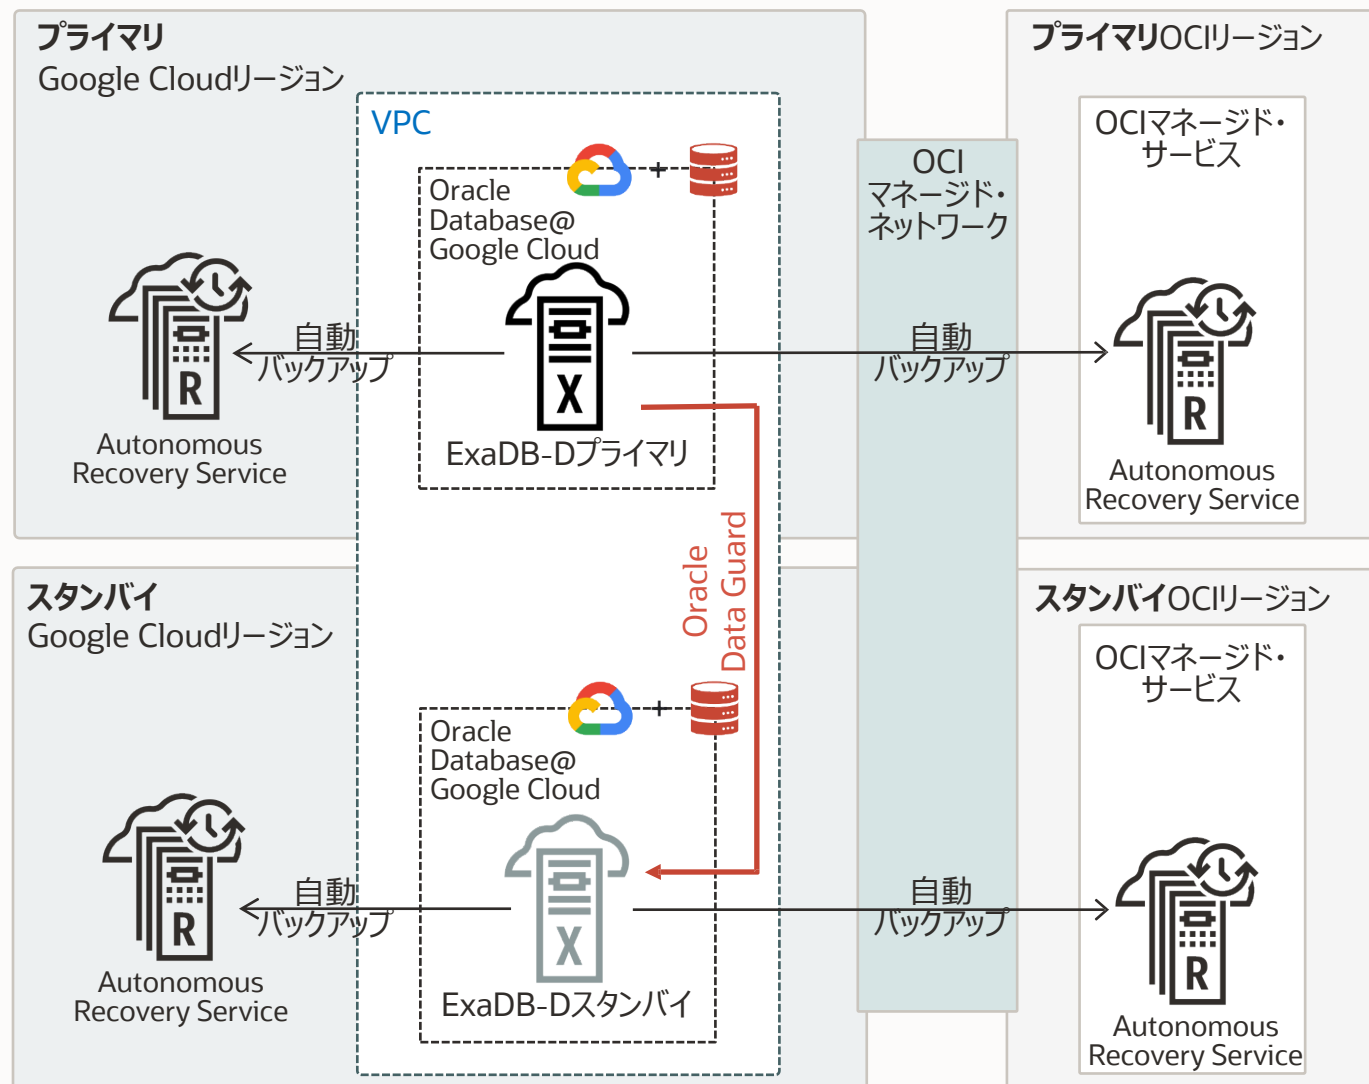 プライマリ
Google Cloudリージョン
プライマリOCIリージョン
VPC
Oracle
Database@
Google Cloud
+
OCI
マネージド・
ネットワーク
OCIマネージド・
サービス
自動
バックアップ
自動
バックアップ
R
X
R
Autonomous
Recovery Service
ExaDB-Dプライマリ
Autonomous
Recovery Service
Oracle
Data Guard
スタンバイ
Google Cloudリージョン
スタンバイOCIリージョン
OCIマネージド・
サービス
Oracle
Database@
Google Cloud
+
自動
バックアップ
自動
バックアップ
R
X
R
Autonomous
Recovery Service
ExaDB-Dスタンバイ
Autonomous
Recovery Service